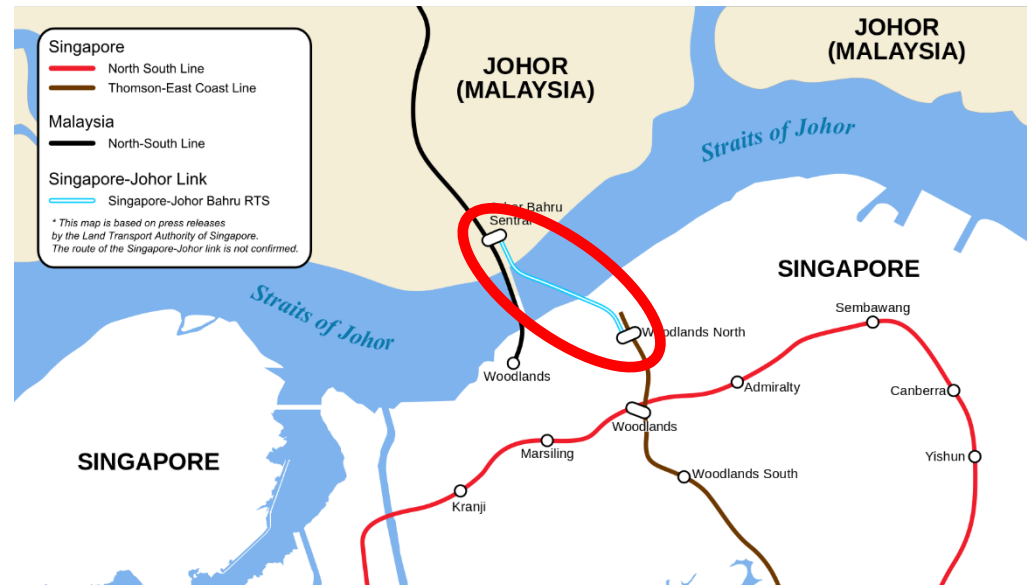 Singapore
North South Line
Thomson-East Coast Line
Malaysia
North-South Line
Singapore-Johor Link
Singapore-Johor Bahru RTS
* This map is based on press releases
by the Land Transport Authority of Singapore.
The route of the Singapore-Johor link is not confirmed.
JOHOR
(MALAYSIA)
JOHOR
(MALAYSIA)
Straits of Johor
Johor Bahru
Sentral
SINGAPORE
Straits of Johor
Sembawang
Woodlands North
Woodlands
Admiralty
Canberra
Woodlands
Marsiling
SINGAPORE
Yishun
Woodlands South
Kranji